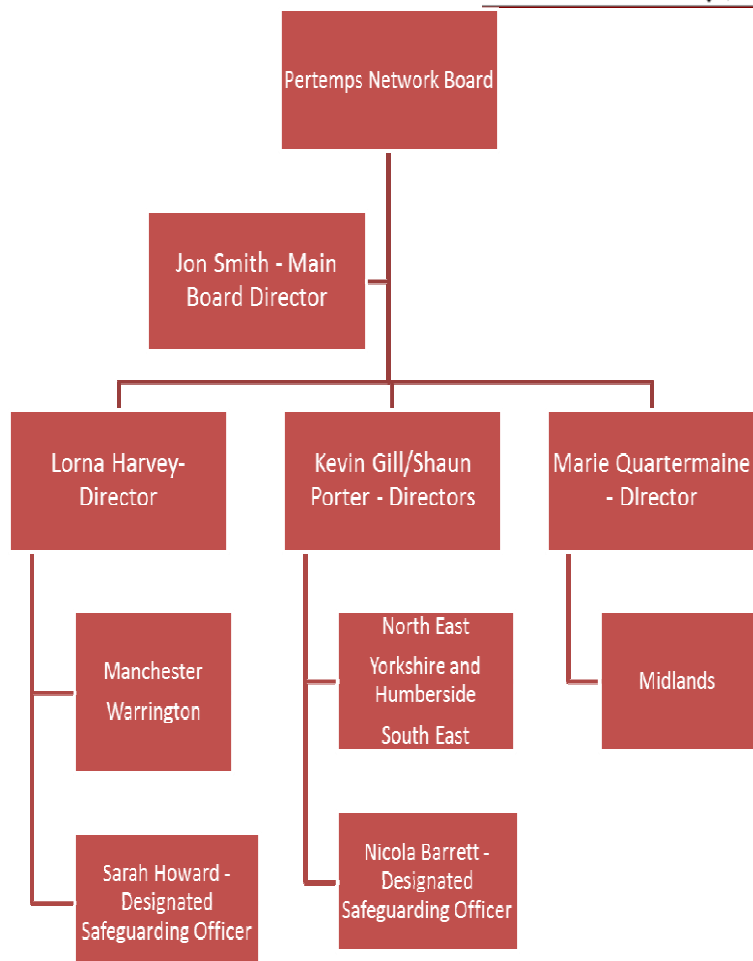 Pertemps Network Board
Jon Smith - Main
Board Director
Lorna Harvey-
Director
Kevin Gill/Shaun
Porter - Directors
Marie Quartermaine
- DIrector
Manchester
Warrington
North East
Yorkshire and
Humberside
South East
Midlands
Sarah Howard -
Designated
Safeguarding Officer
Nicola Barrett -
Designated
Safeguarding Officer